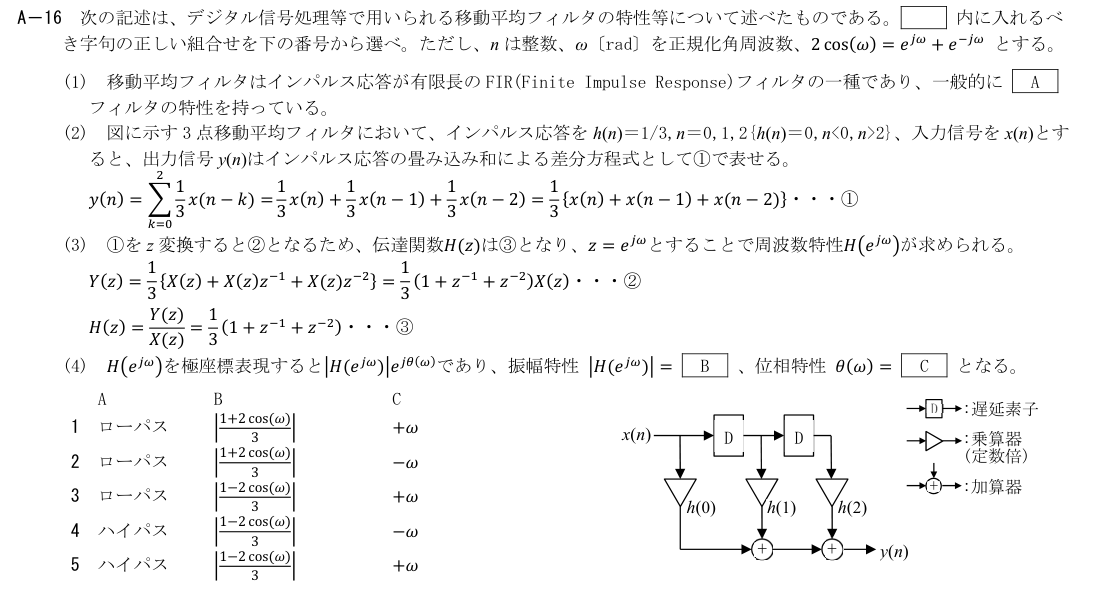 A－16 次の記述は、デジタル信号処理等で用いられる移動平均フィルタの特性等について述べたものである。 内に入れるべ
き字句の正しい組合せを下の番号から選べ。ただし、n は整数、ω〔rad〕を正規化角周波数、2 cos(ω) = e^{jω} + e^{−jω} とする。
(1) 移動平均フィルタはインパルス応答が有限長の FIR(Finite Impulse Response)フィルタの一種であり、一般的に A
フィルタの特性を持っている。
(2) 図に示す 3 点移動平均フィルタにおいて、インパルス応答を h(n)＝1/3, n＝0, 1, 2 {h(n)＝0, n<0, n>2}、入力信号を x(n)とす
ると、出力信号 y(n)はインパルス応答の畳み込み和による差分方程式として①で表せる。
y(n) = ∑_{k=0}^{2} 1/3 x(n − k) = 1/3 x(n) + 1/3 x(n − 1) + 1/3 x(n − 2) = 1/3 {x(n) + x(n − 1) + x(n − 2)}・・・①
(3) ①を z 変換すると②となるため、伝達関数H(z)は③となり、z = e^{jω}とすることで周波数特性H(e^{jω})が求められる。
Y(z) = 1/3 {X(z) + X(z)z^{−1} + X(z)z^{−2}} = 1/3 (1 + z^{−1} + z^{−2})X(z)・・・②
H(z) = Y(z)/X(z) = 1/3 (1 + z^{−1} + z^{−2})・・・③
(4) H(e^{jω})を極座標表現すると|H(e^{jω})|e^{jθ(ω)}であり、振幅特性 |H(e^{jω})| = B 、位相特性 θ(ω) = C となる。
A B C
1 ローパス |(1+2 cos(ω))/3| +ω
2 ローパス |(1+2 cos(ω))/3| −ω
3 ローパス |(1−2 cos(ω))/3| +ω
4 ハイパス |(1−2 cos(ω))/3| −ω
5 ハイパス |(1−2 cos(ω))/3| +ω
x(n) D D
h(0) h(1) h(2)
+ + y(n)
D :遅延素子
:乗算器
(定数倍)
+ :加算器